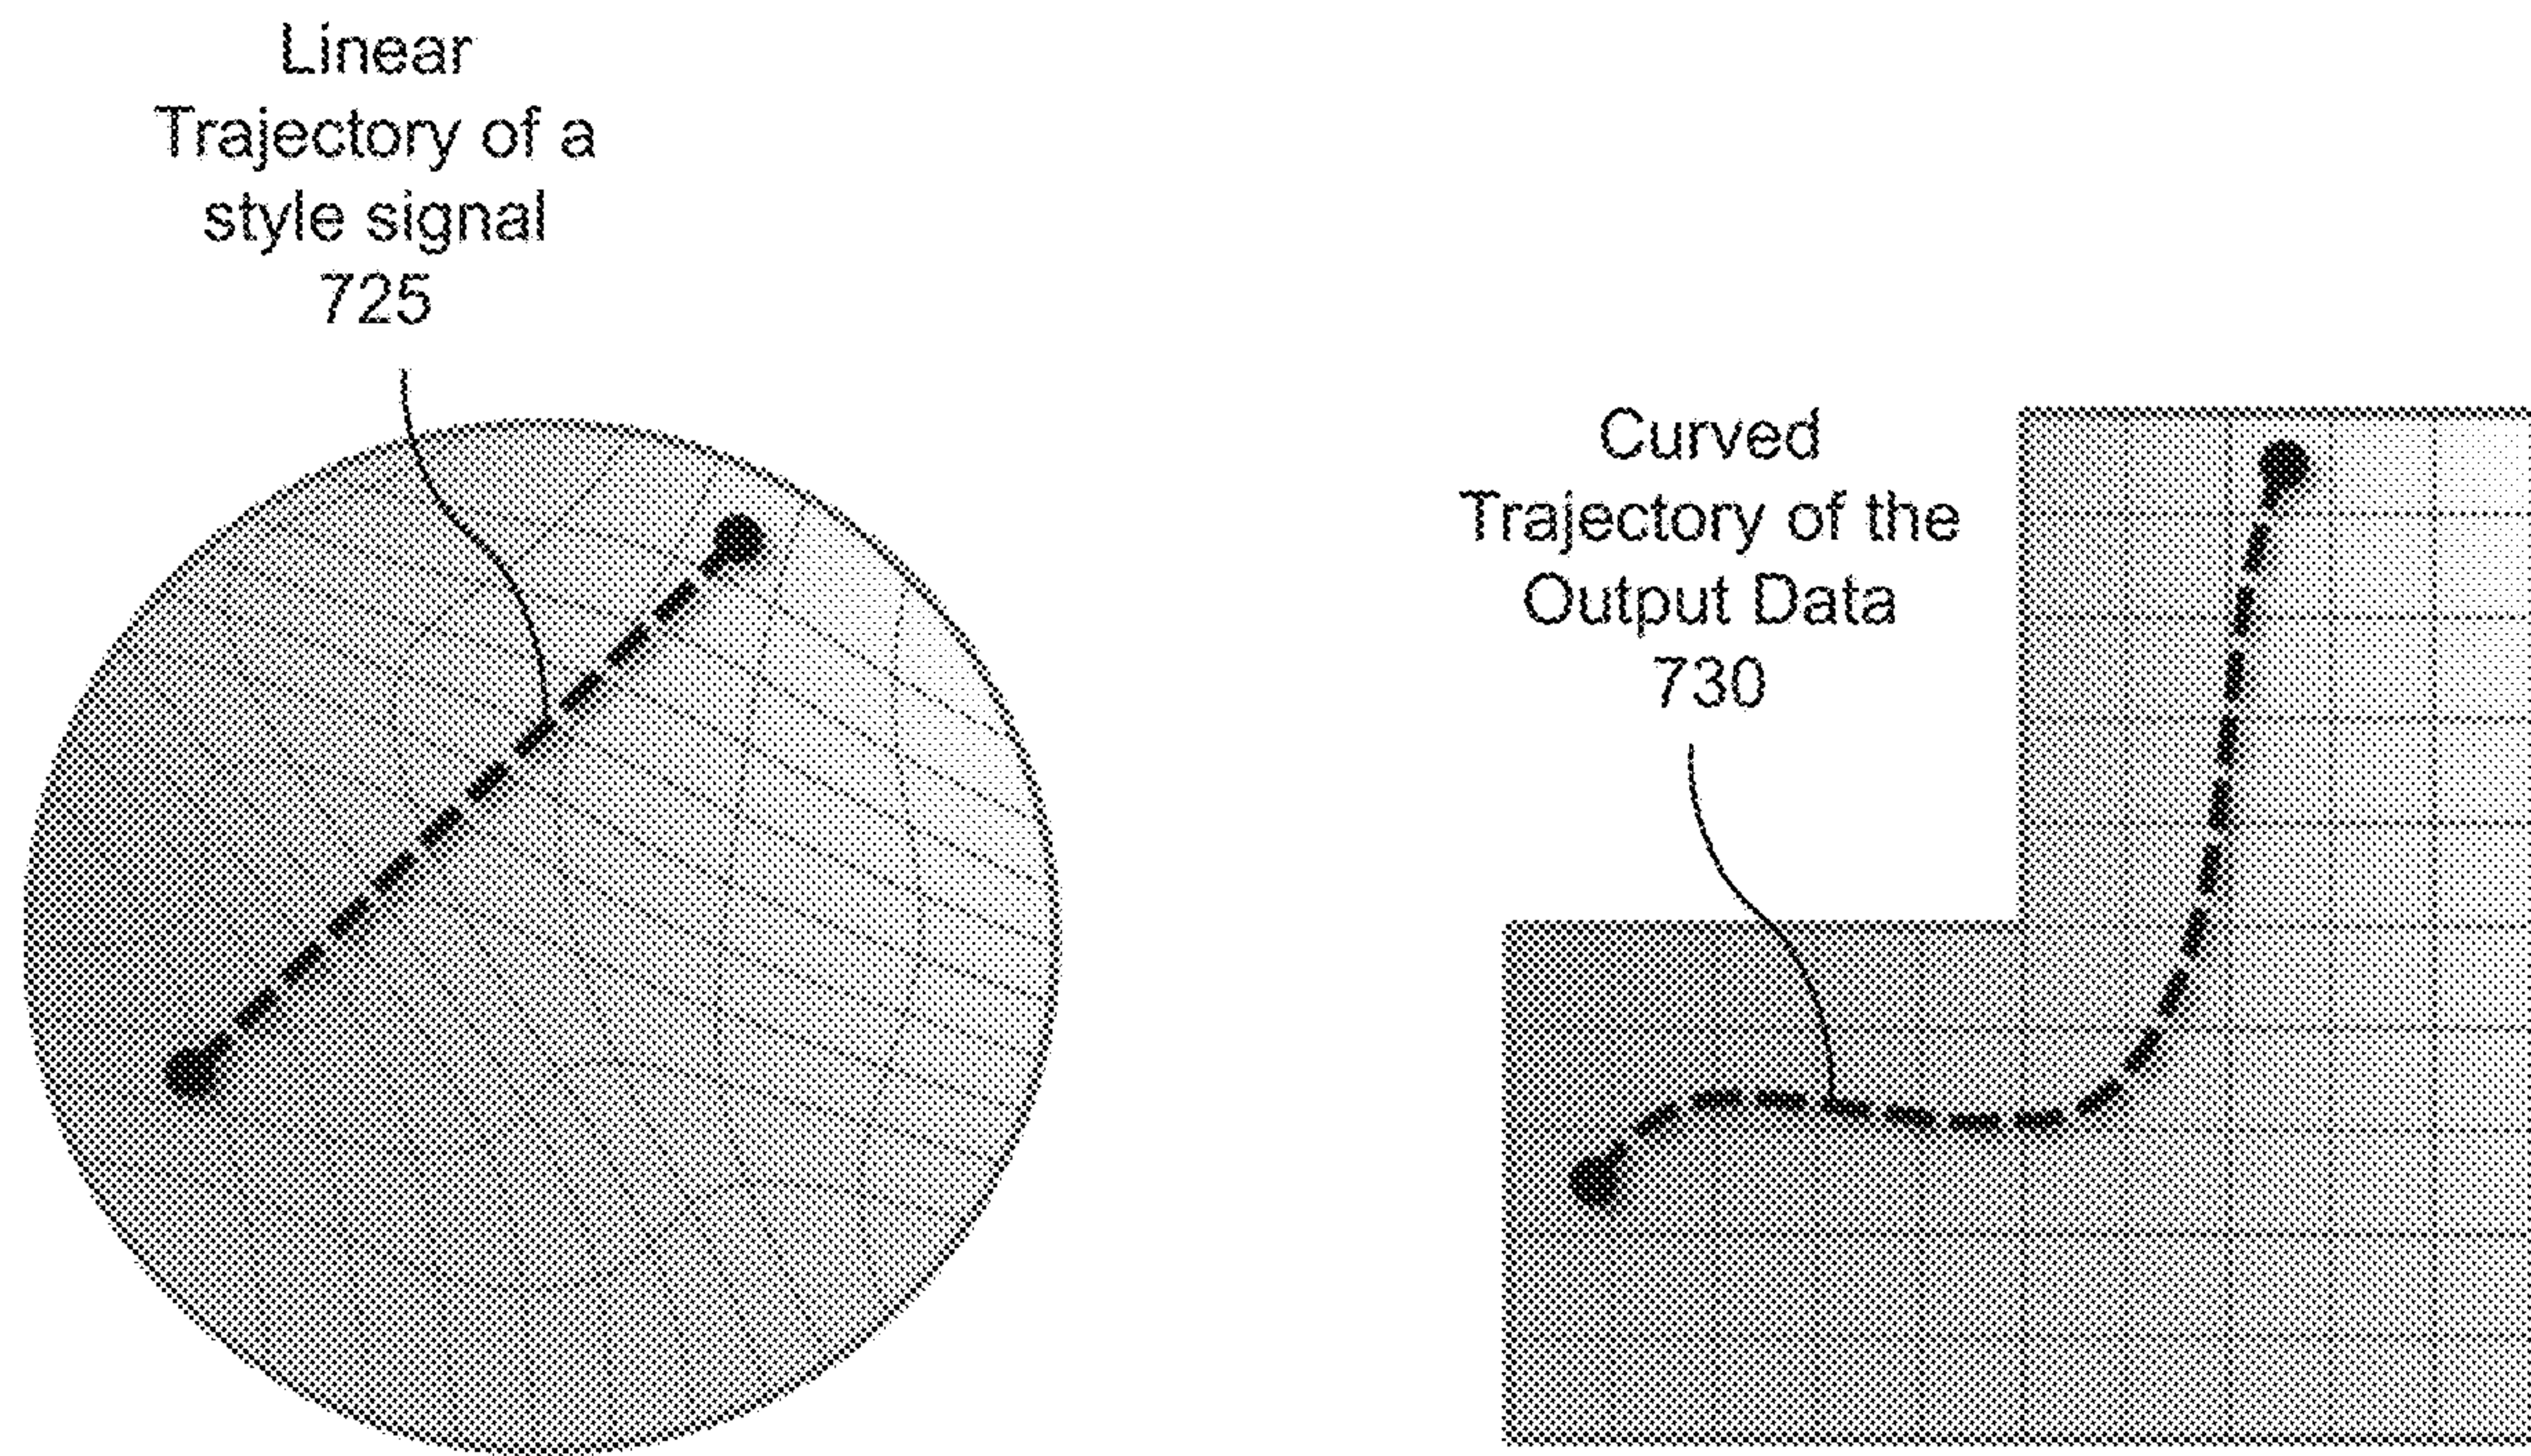 Linear
Trajectory of a
style signal
725
Curved
Trajectory of the
Output Data
730